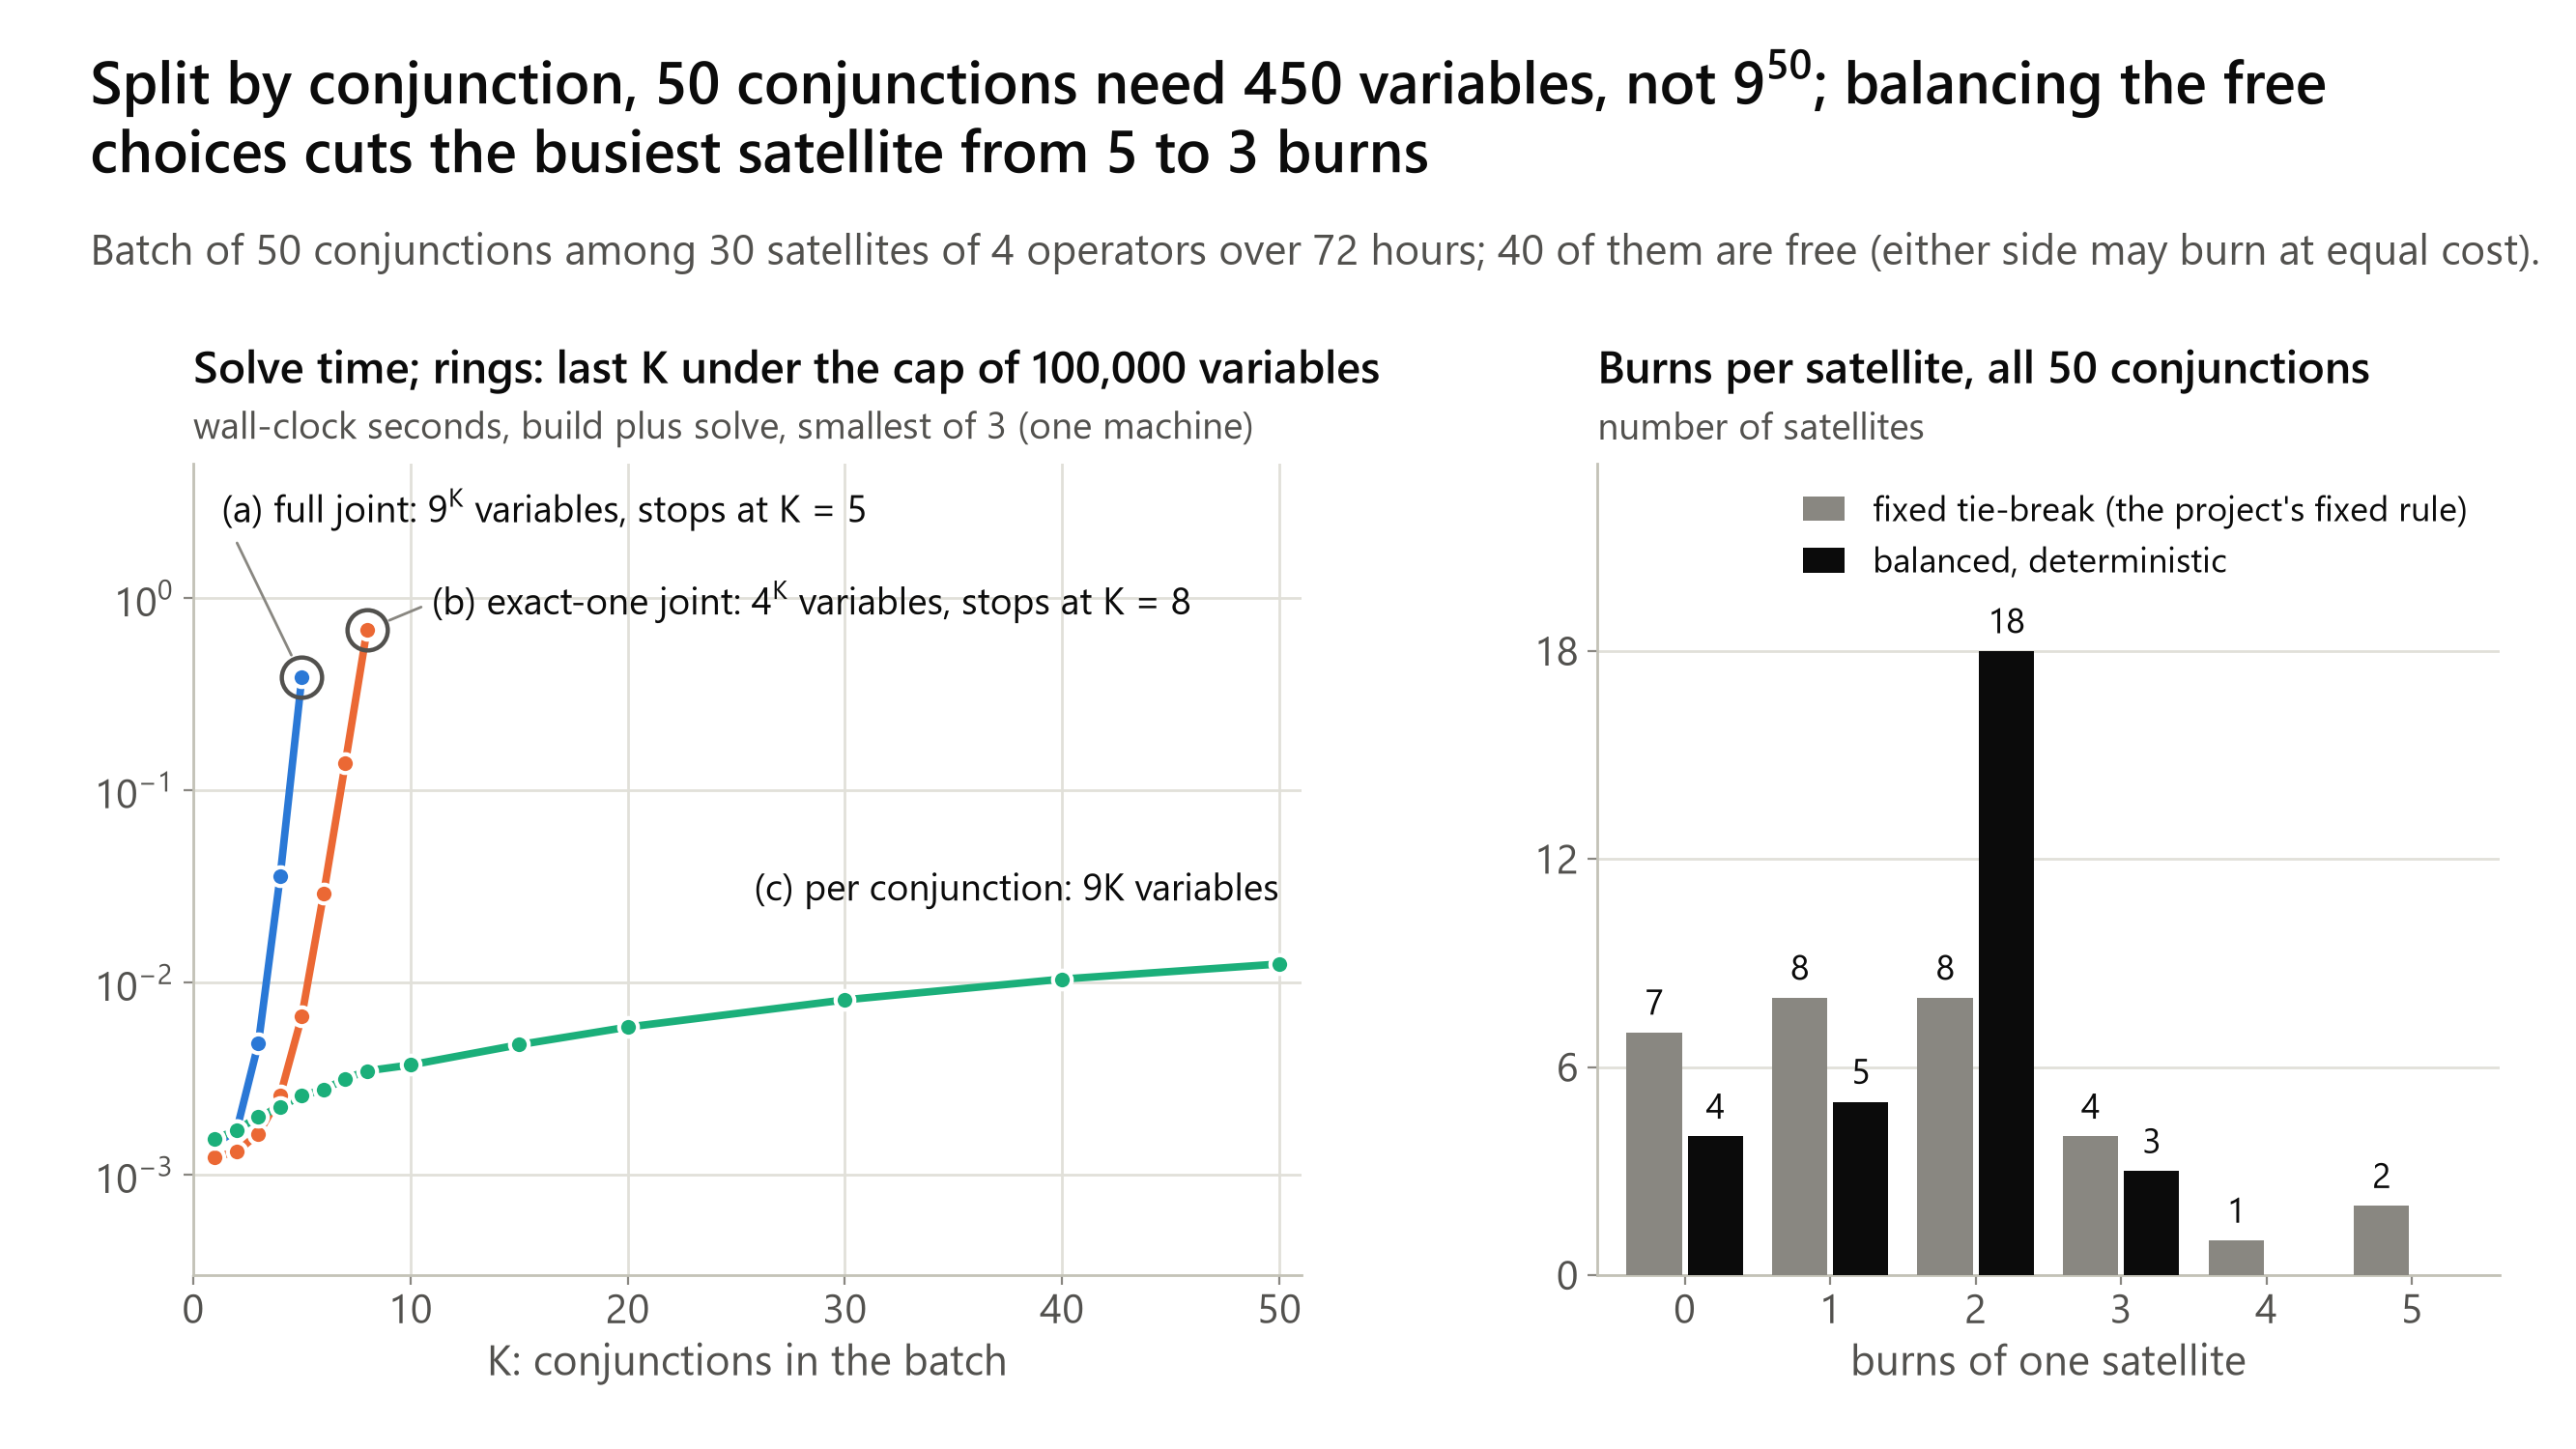 Split by conjunction, 50 conjunctions need 450 variables, not 9⁵⁰; balancing the free
choices cuts the busiest satellite from 5 to 3 burns
Batch of 50 conjunctions among 30 satellites of 4 operators over 72 hours; 40 of them are free (either side may burn at equal cost).
Solve time; rings: last K under the cap of 100,000 variables
wall-clock seconds, build plus solve, smallest of 3 (one machine)
(a) full joint: 9ᴷ variables, stops at K = 5
(b) exact-one joint: 4ᴷ variables, stops at K = 8
(c) per conjunction: 9K variables
10⁰
10⁻¹
10⁻²
10⁻³
0 10 20 30 40 50
K: conjunctions in the batch
Burns per satellite, all 50 conjunctions
number of satellites
fixed tie-break (the project's fixed rule)
balanced, deterministic
18
12
6
0
7 4 8 5 8 18 4 3 1 2
0 1 2 3 4 5
burns of one satellite